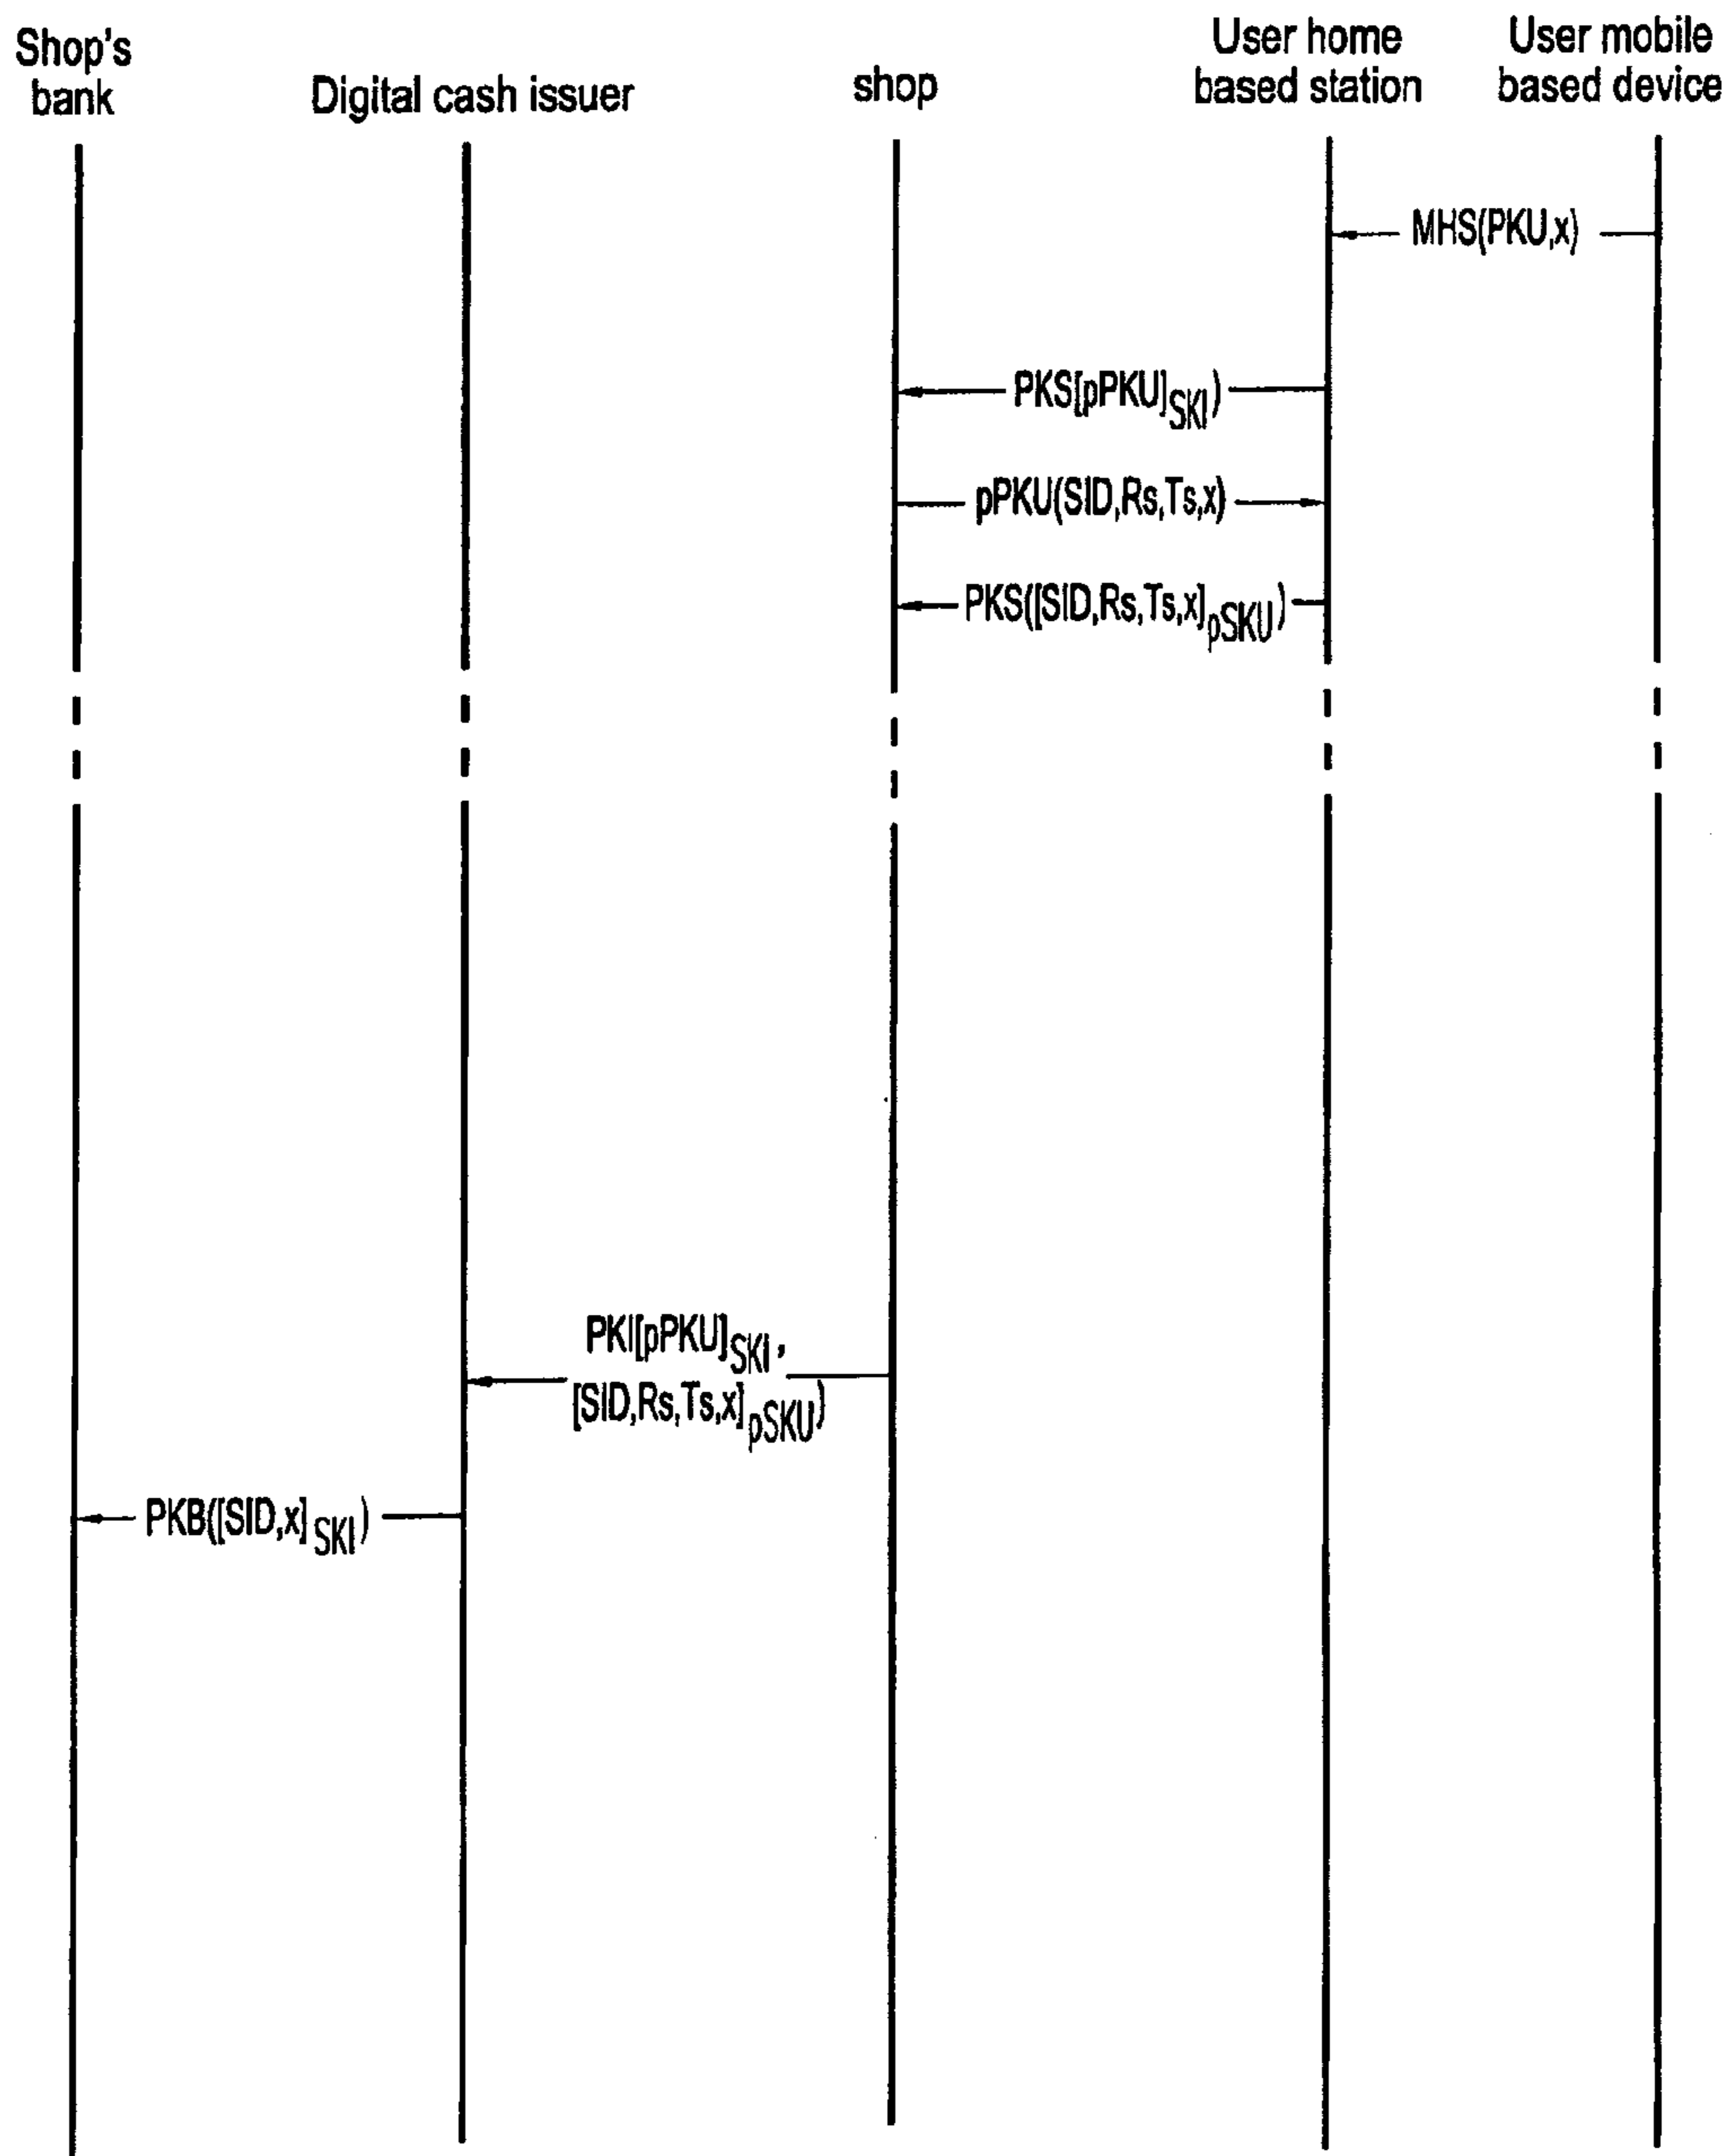 Shop's
bank
Digital cash issuer
shop
User home
based station
User mobile
based device
MHS(PKU,x)
PKS[pPKU]SKI)
pPKU(SID,Rs,Ts,x)
PKS([SID,Rs,Ts,x]pSKU)
PKI[pPKU]SKI,
[SID,Rs,Ts,x]pSKU)
PKB([SID,x]SKI)